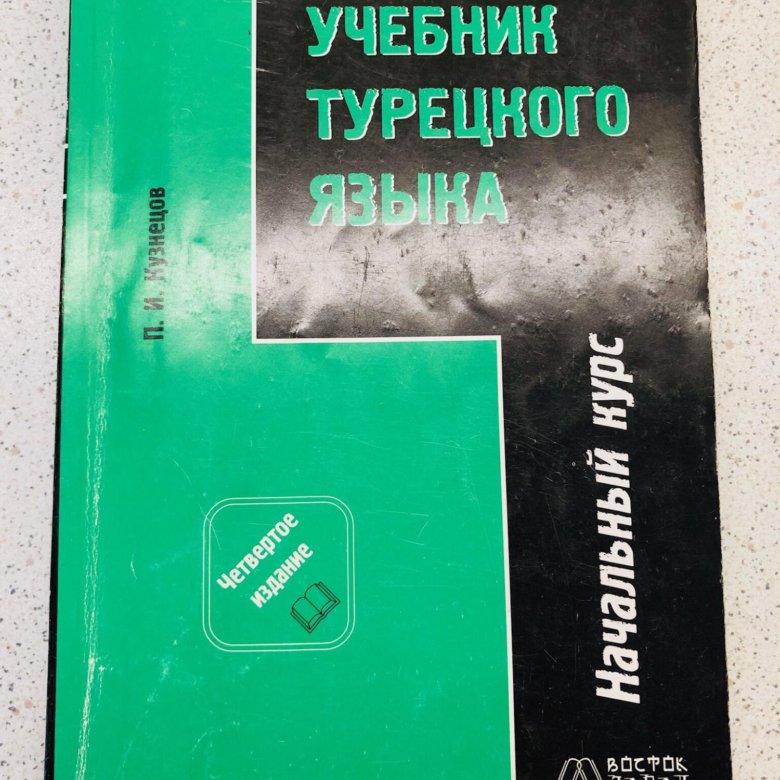 УЧЕБНИК
ТУРЕЦКОГО
ЯЗЫКА
П. И. Кузнецов
Начальный курс
Четвертое
издание
ВОСТОК